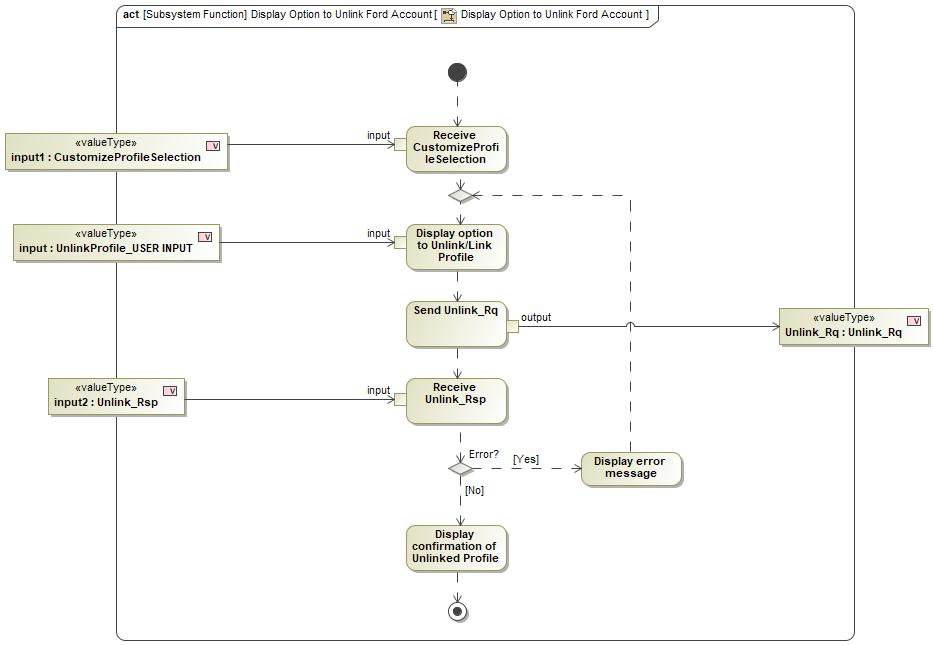 act [Subsystem Function] Display Option to Unlink Ford Account [ Display Option to Unlink Ford Account ]
«valueType»
input1 : CustomizeProfileSelection
input
Receive
CustomizeProfi
leSelection
«valueType»
input : UnlinkProfile_USER INPUT
input
Display option
to Unlink/Link
Profile
Send Unlink_Rq
output
«valueType»
Unlink_Rq : Unlink_Rq
«valueType»
input2 : Unlink_Rsp
input
Receive
Unlink_Rsp
Error?
[Yes]
Display error
message
[No]
Display
confirmation of
Unlinked Profile